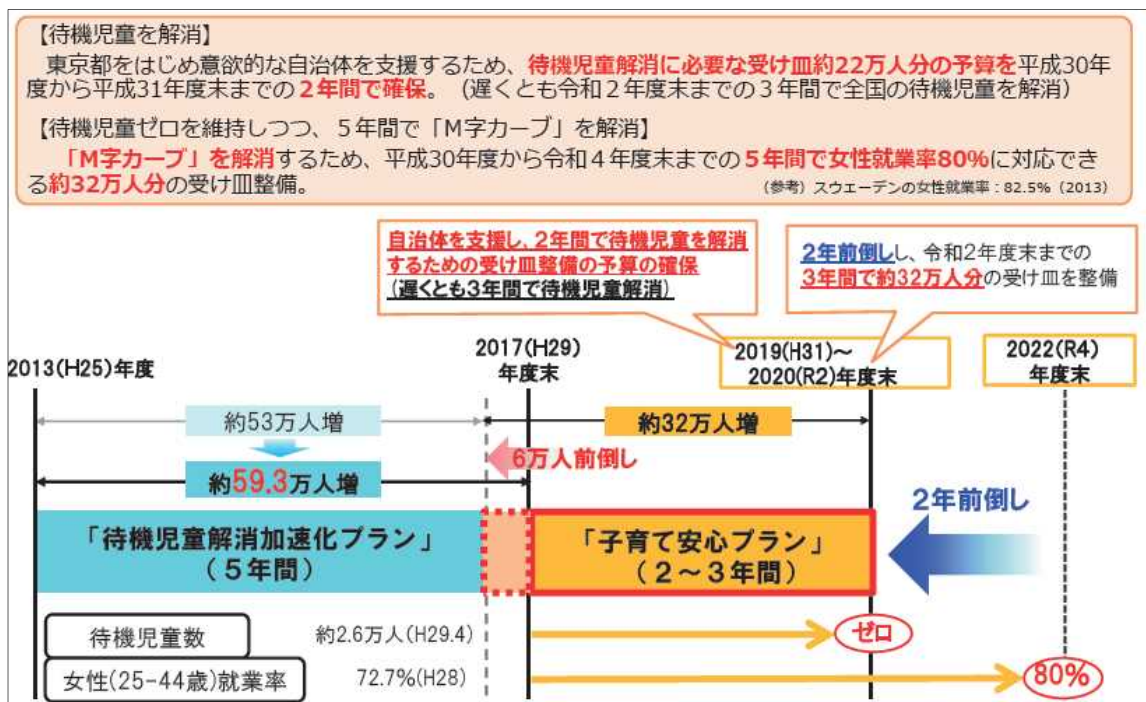 【待機児童を解消】
東京都をはじめ意欲的な自治体を支援するため、待機児童解消に必要な受け皿約22万人分の予算を平成30年
度から平成31年度末までの２年間で確保。（遅くとも令和２年度末までの３年間で全国の待機児童を解消）
【待機児童ゼロを維持しつつ、５年間で「Ｍ字カーブ」を解消】
「Ｍ字カーブ」を解消するため、平成30年度から令和４年度末までの５年間で女性就業率80%に対応でき
る約32万人分の受け皿整備。
（参考）スウェーデンの女性就業率：82.5%（2013）
自治体を支援し、２年間で待機児童を解消
するための受け皿整備の予算の確保
（遅くとも３年間で待機児童解消）
2年前倒しし、令和2年度末までの
3年間で約32万人分の受け皿を整備
2013(H25)年度
2017(H29)
年度末
2019(H31)～
2020(R2)年度末
2022(R4)
年度末
約53万人増
約32万人増
6万人前倒し
約59.3万人増
2年前倒し
「待機児童解消加速化プラン」
（５年間）
「子育て安心プラン」
（２～３年間）
待機児童数
約2.6万人(H29.4)
ゼロ
女性(25-44歳)就業率
72.7%(H28)
80%